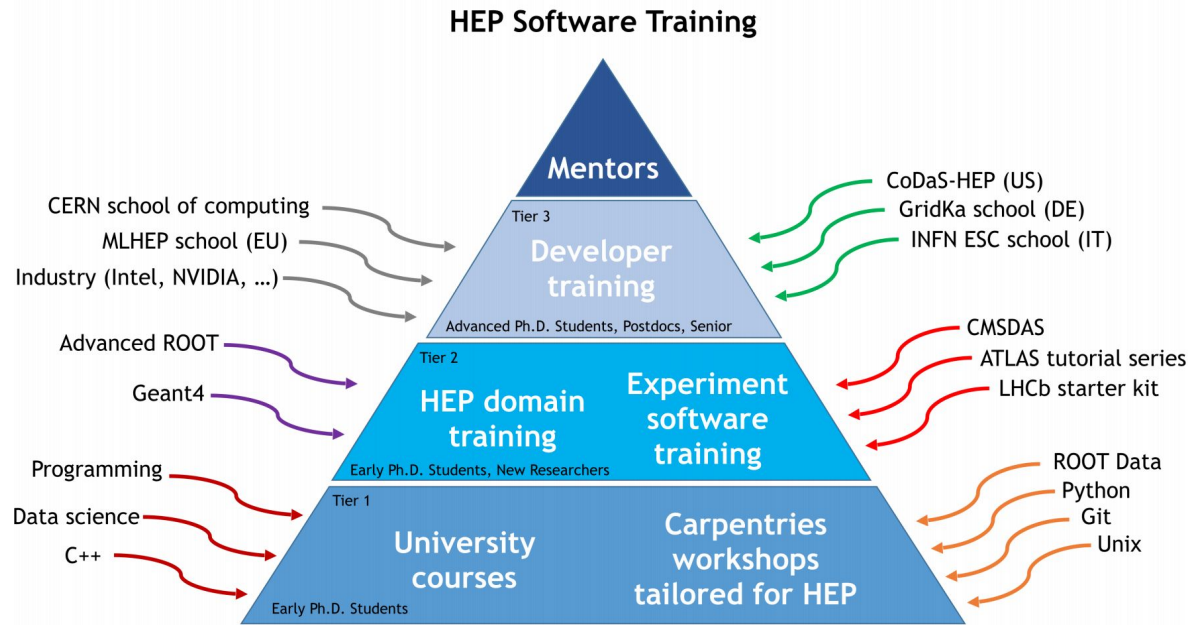 HEP Software Training
Mentors
Tier 3
Developer
training
Advanced Ph.D. Students, Postdocs, Senior
CERN school of computing
MLHEP school (EU)
Industry (Intel, NVIDIA, ...)
CoDaS-HEP (US)
GridKa school (DE)
INFN ESC school (IT)
Tier 2
HEP domain
training
Experiment
software
training
Early Ph.D. Students, New Researchers
Advanced ROOT
Geant4
CMSDAS
ATLAS tutorial series
LHCb starter kit
Tier 1
University
courses
Carpentries
workshops
tailored for HEP
Early Ph.D. Students
Programming
Data science
C++
ROOT Data
Python
Git
Unix